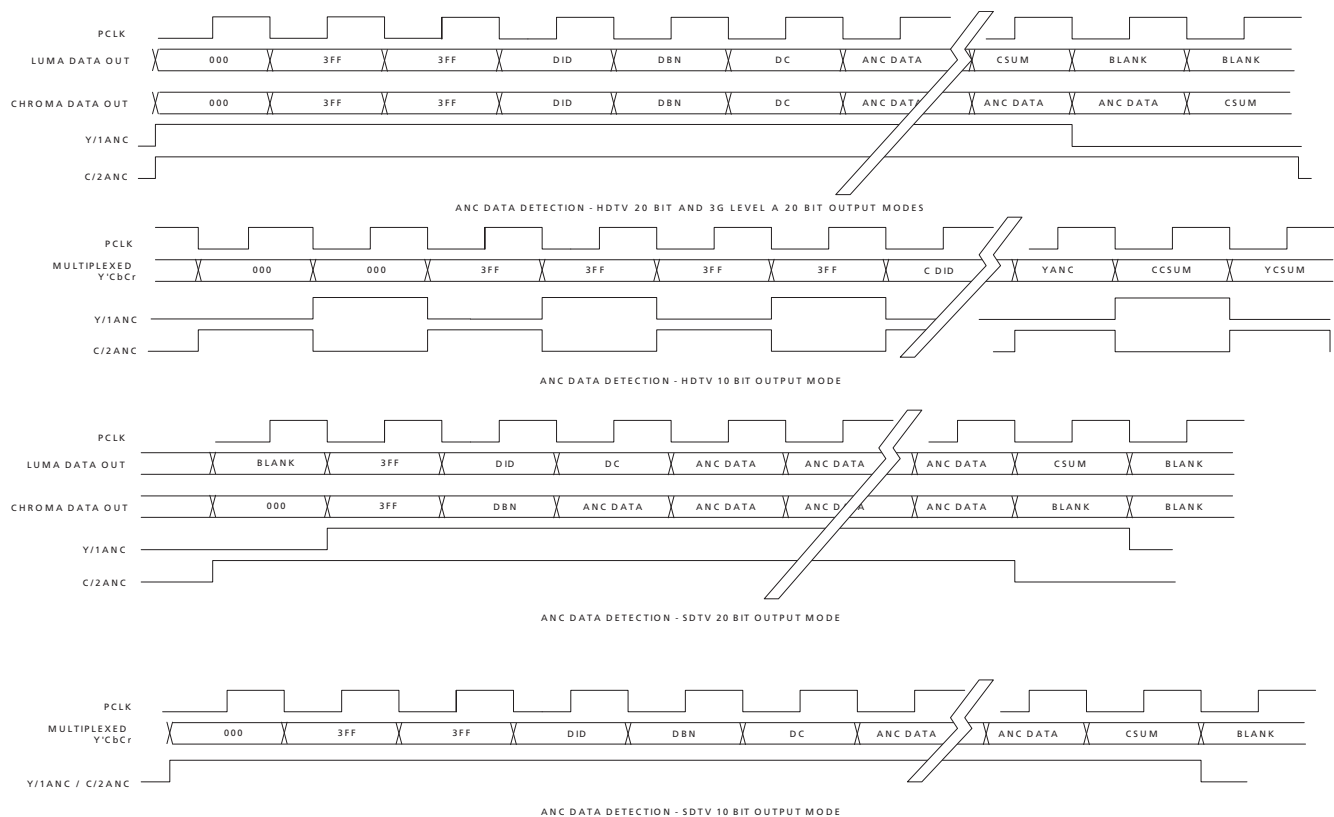 PCLK
LUMA DATA OUT 000 3FF 3FF DID DBN DC ANC DATA CSUM BLANK BLANK
CHROMA DATA OUT 000 3FF 3FF DID DBN DC ANC DATA ANC DATA ANC DATA CSUM
Y/1ANC
C/2ANC
ANC DATA DETECTION - HDTV 20 BIT AND 3G LEVEL A 20 BIT OUTPUT MODES
PCLK
MULTIPLEXED
Y'CbCr 000 000 3FF 3FF 3FF 3FF C DID YANC CCSUM YCSUM
Y/1ANC
C/2ANC
ANC DATA DETECTION - HDTV 10 BIT OUTPUT MODE
PCLK
LUMA DATA OUT BLANK 3FF DID DC ANC DATA ANC DATA ANC DATA CSUM BLANK
CHROMA DATA OUT 000 3FF DBN ANC DATA ANC DATA ANC DATA ANC DATA BLANK BLANK
Y/1ANC
C/2ANC
ANC DATA DETECTION - SDTV 20 BIT OUTPUT MODE
PCLK
MULTIPLEXED
Y'CbCr 000 3FF 3FF DID DBN DC ANC DATA ANC DATA CSUM BLANK
Y/1ANC / C/2ANC
ANC DATA DETECTION - SDTV 10 BIT OUTPUT MODE